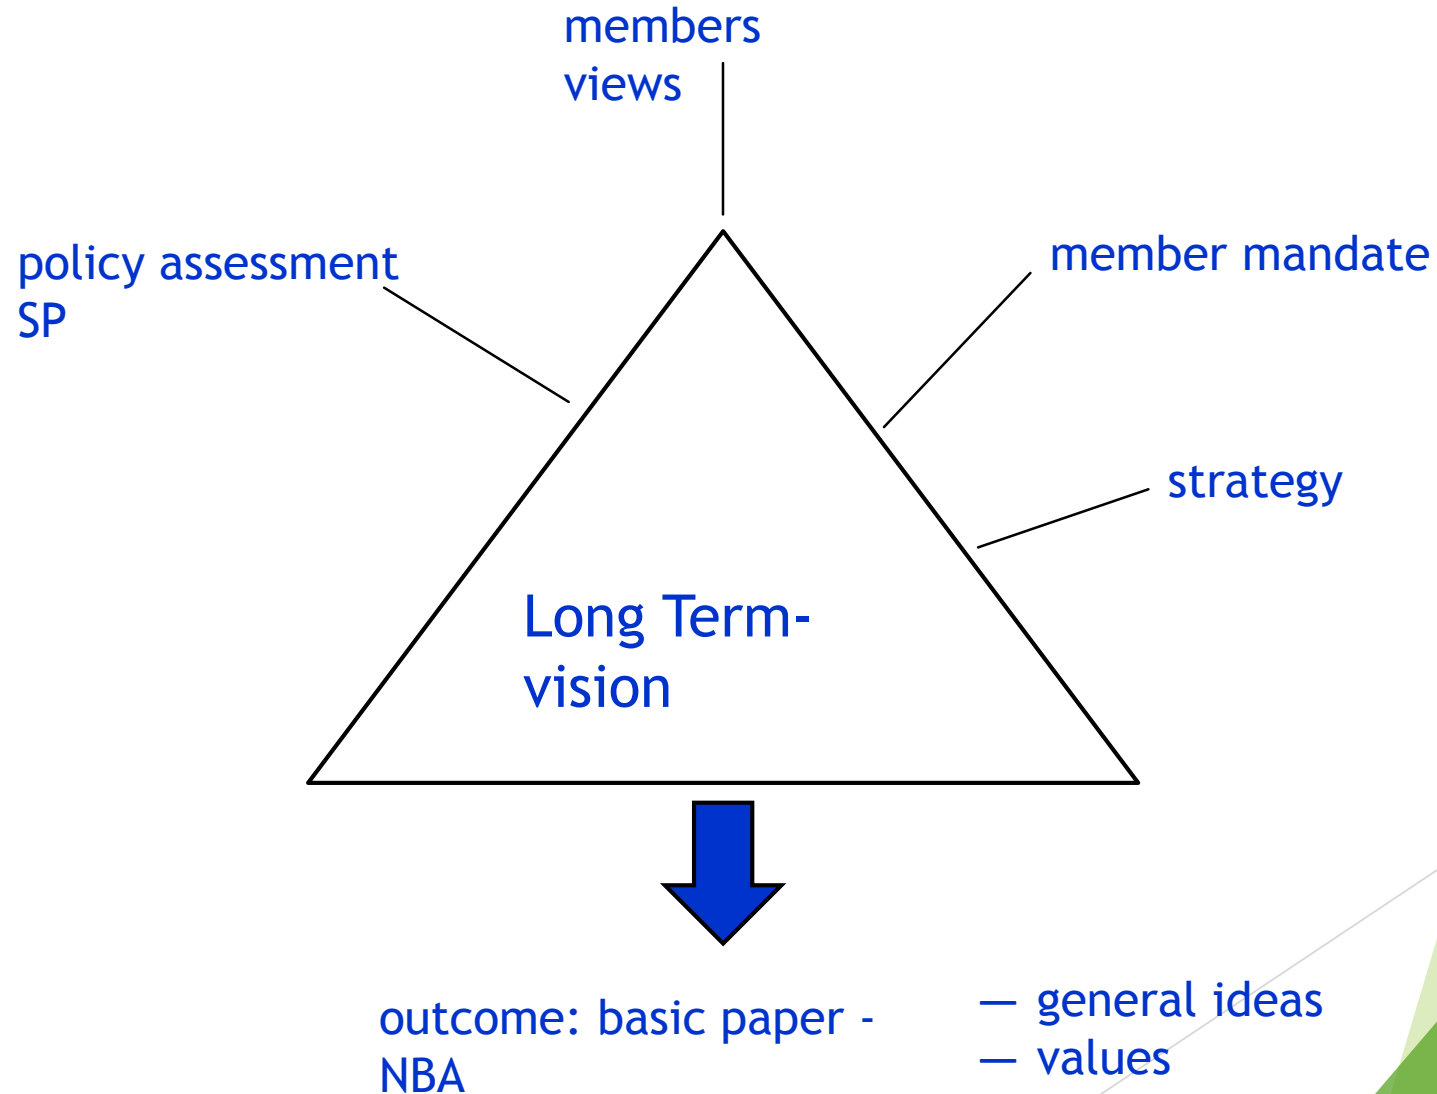 members
views
policy assessment
SP
member mandate
strategy
Long Term-
vision
outcome: basic paper -
NBA
— general ideas
— values